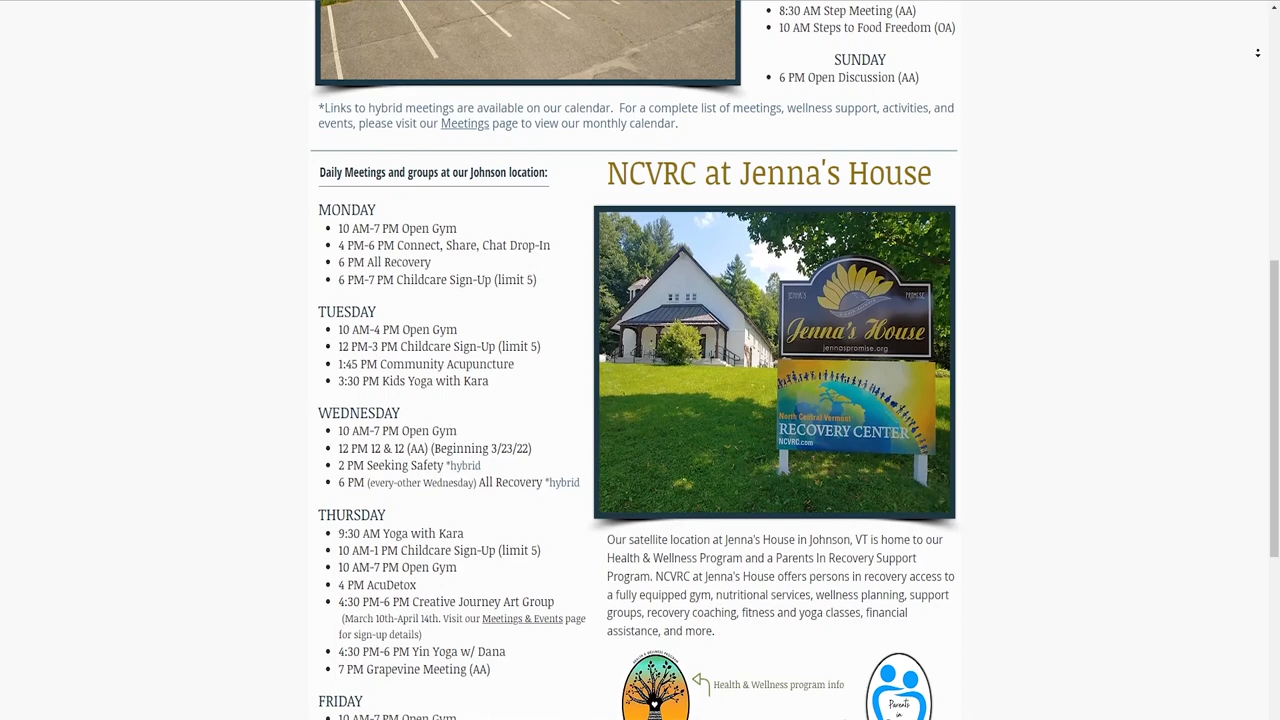 • 8:30 AM Step Meeting (AA)
• 10 AM Steps to Food Freedom (OA)
SUNDAY
• 6 PM Open Discussion (AA)
*Links to hybrid meetings are available on our calendar. For a complete list of meetings, wellness support, activities, and
events, please visit our Meetings page to view our monthly calendar.
Daily Meetings and groups at our Johnson location:
MONDAY
• 10 AM-7 PM Open Gym
• 4 PM-6 PM Connect, Share, Chat Drop-In
• 6 PM All Recovery
• 6 PM-7 PM Childcare Sign-Up (limit 5)
TUESDAY
• 10 AM-4 PM Open Gym
• 12 PM-3 PM Childcare Sign-Up (limit 5)
• 1:45 PM Community Acupuncture
• 3:30 PM Kids Yoga with Kara
WEDNESDAY
• 10 AM-7 PM Open Gym
• 12 PM 12 & 12 (AA) (Beginning 3/23/22)
• 2 PM Seeking Safety *hybrid
• 6 PM (every-other Wednesday) All Recovery *hybrid
THURSDAY
• 9:30 AM Yoga with Kara
• 10 AM-1 PM Childcare Sign-Up (limit 5)
• 10 AM-7 PM Open Gym
• 4 PM AcuDetox
• 4:30 PM-6 PM Creative Journey Art Group
(March 10th-April 14th. Visit our Meetings & Events page
for sign-up details)
• 4:30 PM-6 PM Yin Yoga w/ Dana
• 7 PM Grapevine Meeting (AA)
FRIDAY
• 10 AM-7 PM Open Gym
NCVRC at Jenna's House
JENNA'S PROMISE
Jenna's House
jennaspromise.org
North Central Vermont
RECOVERY CENTER
NCVRC.com
Our satellite location at Jenna's House in Johnson, VT is home to our
Health & Wellness Program and a Parents In Recovery Support
Program. NCVRC at Jenna's House offers persons in recovery access to
a fully equipped gym, nutritional services, wellness planning, support
groups, recovery coaching, fitness and yoga classes, financial
assistance, and more.
HEALTH & WELLNESS PROGRAM
Health & Wellness program info
Parents
in